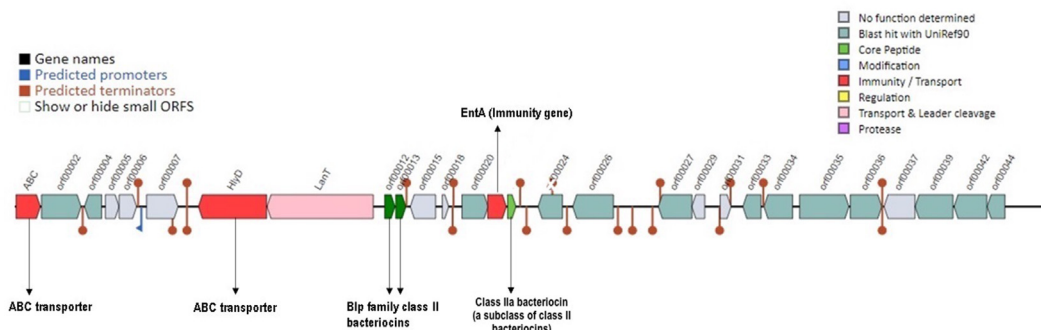 No function determined
Blast hit with UniRef90
Core Peptide
Modification
Immunity / Transport
Regulation
Transport & Leader cleavage
Protease
Gene names
Predicted promoters
Predicted terminators
Show or hide small ORFS
EntA (Immunity gene)
ABC
orf00002
orf00004
orf00005
orf00006
orf00007
HlyD
LanT
orf00012
orf00013
orf00015
orf00018
orf00020
00024
orf00026
orf00027
orf00029
orf00031
orf00033
orf00034
orf00035
orf00036
orf00037
orf00039
orf00042
orf00044
ABC transporter
ABC transporter
Blp family class II
bacteriocins
Class IIa bacteriocin
(a subclass of class II
bacteriocins)